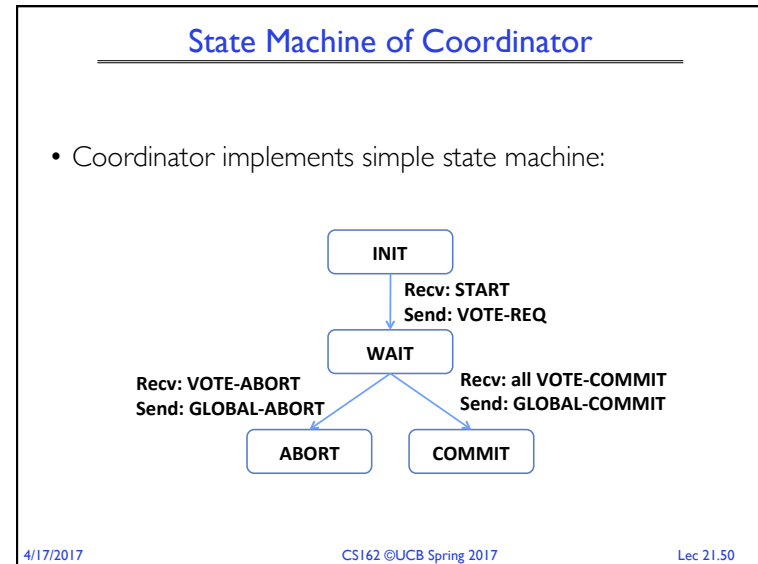 State Machine of Coordinator
• Coordinator implements simple state machine:
INIT
Recv: START
Send: VOTE-REQ
WAIT
Recv: VOTE-ABORT
Send: GLOBAL-ABORT
Recv: all VOTE-COMMIT
Send: GLOBAL-COMMIT
ABORT
COMMIT
4/17/2017
CS162 ©UCB Spring 2017
Lec 21.50